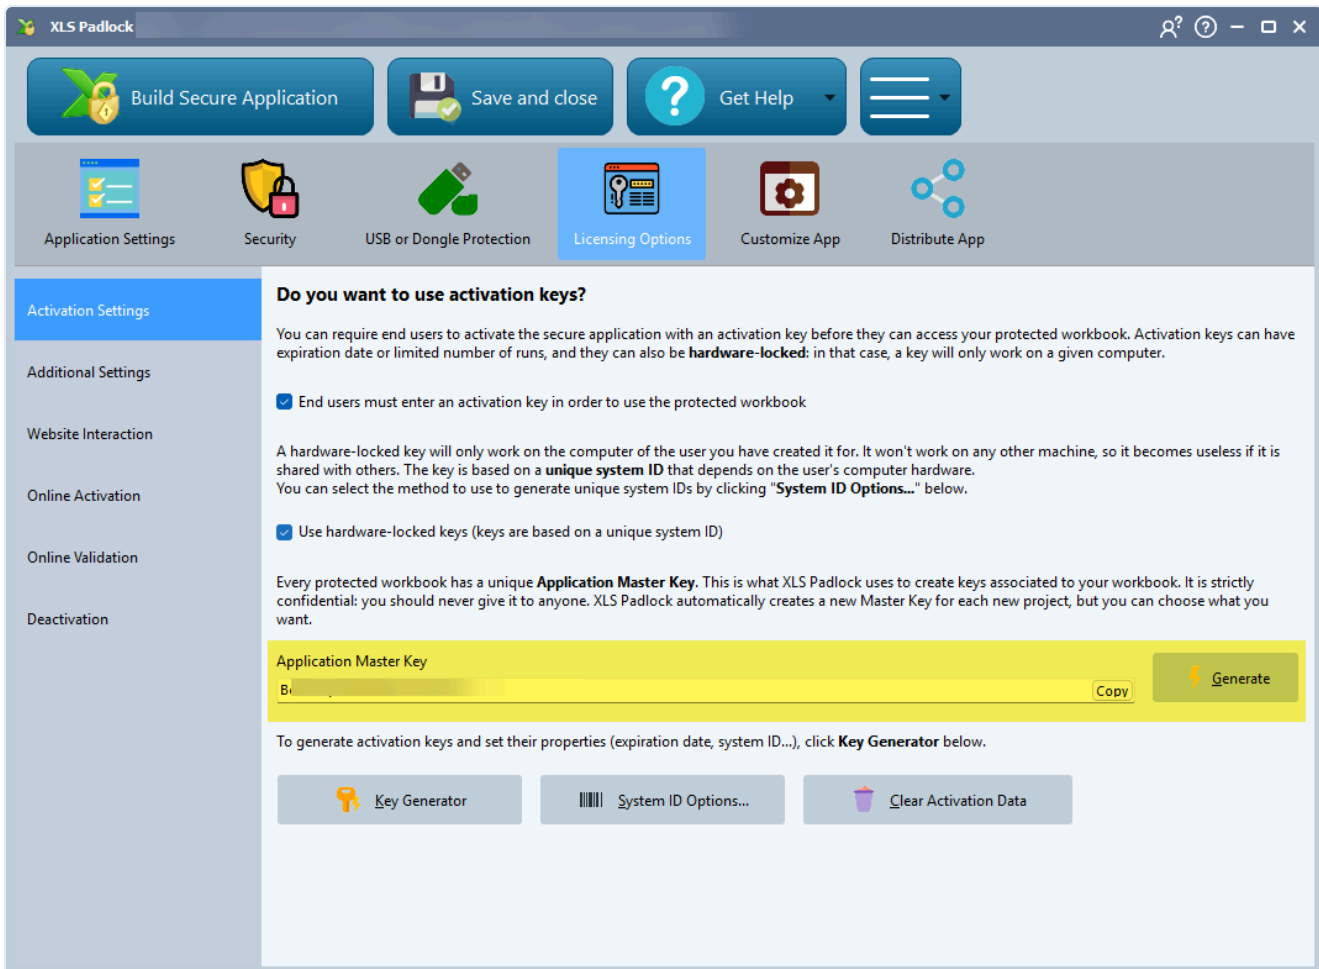 XLS Padlock
Build Secure Application
Save and close
Get Help
Application Settings
Security
USB or Dongle Protection
Licensing Options
Customize App
Distribute App
Activation Settings
Additional Settings
Website Interaction
Online Activation
Online Validation
Deactivation
Do you want to use activation keys?
You can require end users to activate the secure application with an activation key before they can access your protected workbook. Activation keys can have
expiration date or limited number of runs, and they can also be hardware-locked: in that case, a key will only work on a given computer.
End users must enter an activation key in order to use the protected workbook
A hardware-locked key will only work on the computer of the user you have created it for. It won't work on any other machine, so it becomes useless if it is
shared with others. The key is based on a unique system ID that depends on the user's computer hardware.
You can select the method to use to generate unique system IDs by clicking "System ID Options..." below.
Use hardware-locked keys (keys are based on a unique system ID)
Every protected workbook has a unique Application Master Key. This is what XLS Padlock uses to create keys associated to your workbook. It is strictly
confidential: you should never give it to anyone. XLS Padlock automatically creates a new Master Key for each new project, but you can choose what you
want.
Application Master Key
Copy
Generate
To generate activation keys and set their properties (expiration date, system ID...), click Key Generator below.
Key Generator
System ID Options...
Clear Activation Data